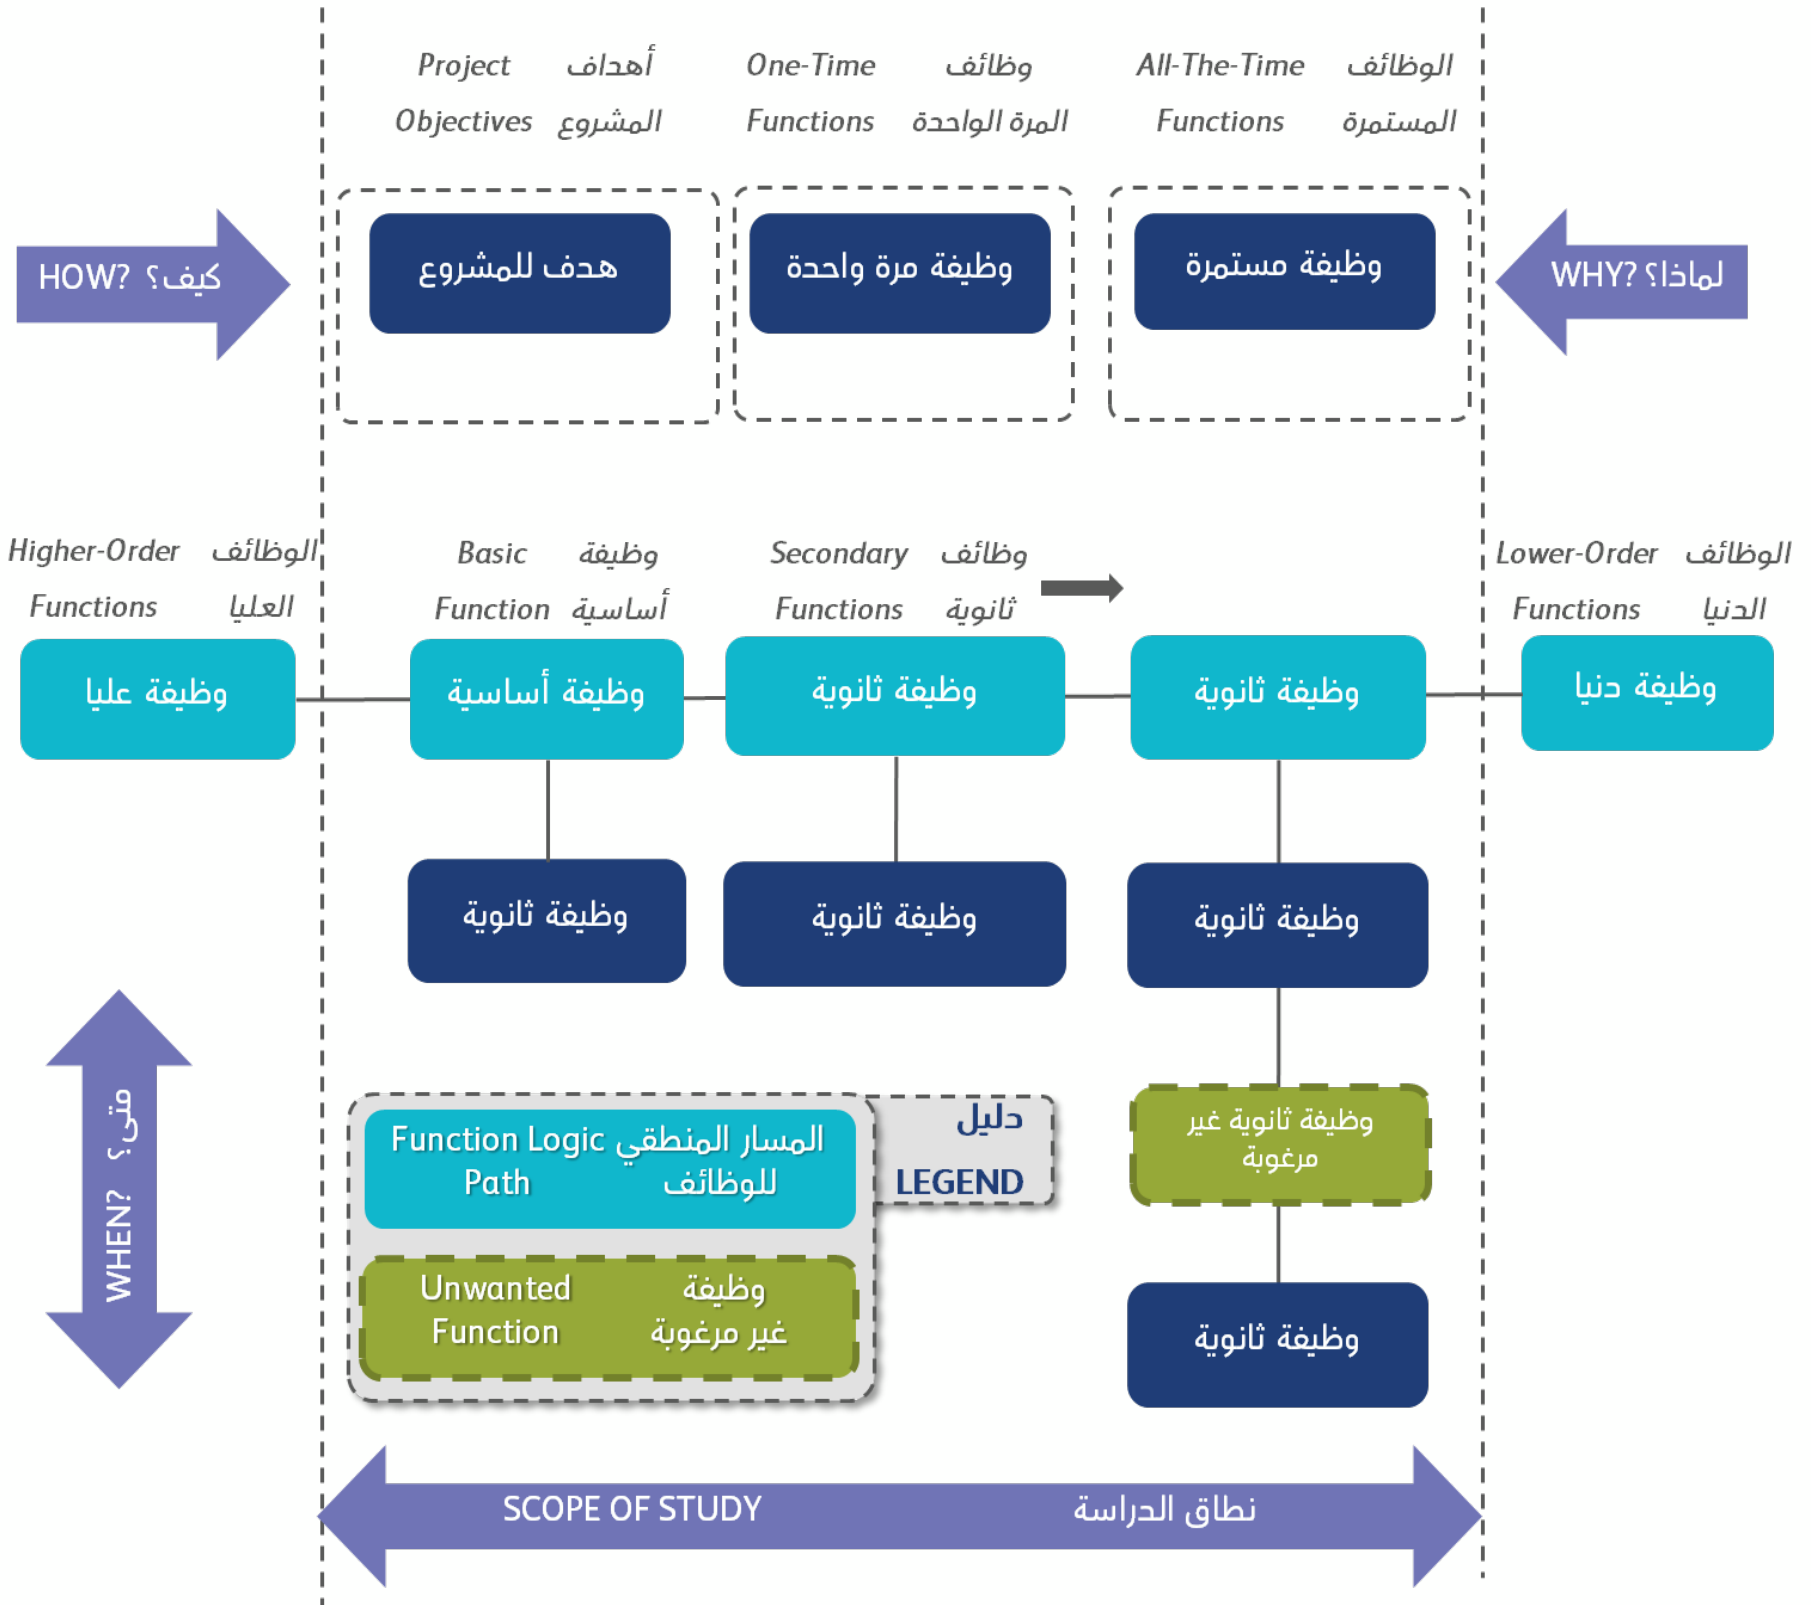 Project
Objectives
أهداف
المشروع
One-Time
Functions
وظائف
المرة الواحدة
All-The-Time
Functions
الوظائف
المستمرة
HOW? كيف؟
هدف للمشروع
وظيفة مرة واحدة
وظيفة مستمرة
WHY? لماذا؟
Higher-Order
Functions
الوظائف
العليا
Basic
Function
وظيفة
أساسية
Secondary
Functions
وظائف
ثانوية
Lower-Order
Functions
الوظائف
الدنيا
وظيفة عليا
وظيفة أساسية
وظيفة ثانوية
وظيفة ثانوية
وظيفة دنيا
وظيفة ثانوية
وظيفة ثانوية
وظيفة ثانوية
WHEN? متى؟
Function Logic
Path
المسار المنطقي
للوظائف
دليل
LEGEND
وظيفة ثانوية غير
مرغوبة
Unwanted
Function
وظيفة
غير مرغوبة
وظيفة ثانوية
SCOPE OF STUDY
نطاق الدراسة